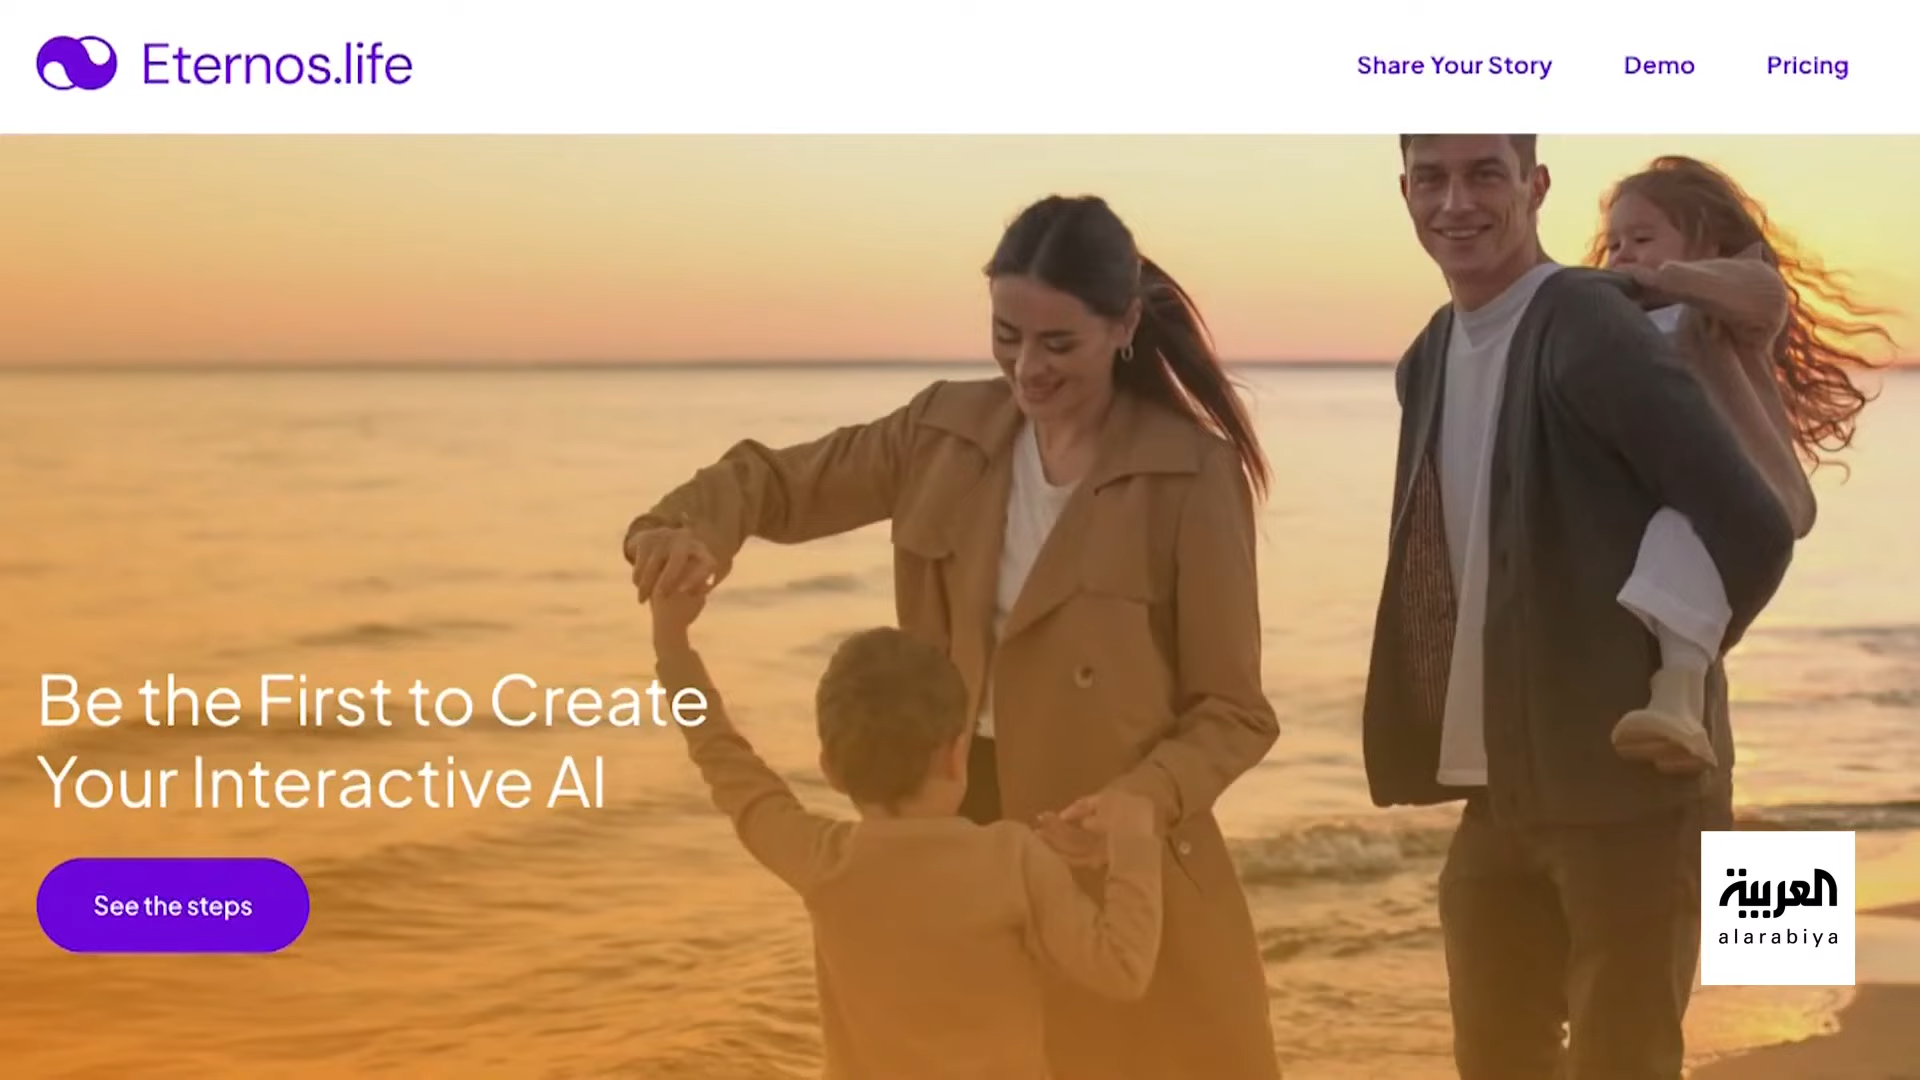 Eternos.life
Share Your Story
Demo
Pricing
Be the First to Create
Your Interactive AI
See the steps
العربية
alarabiya